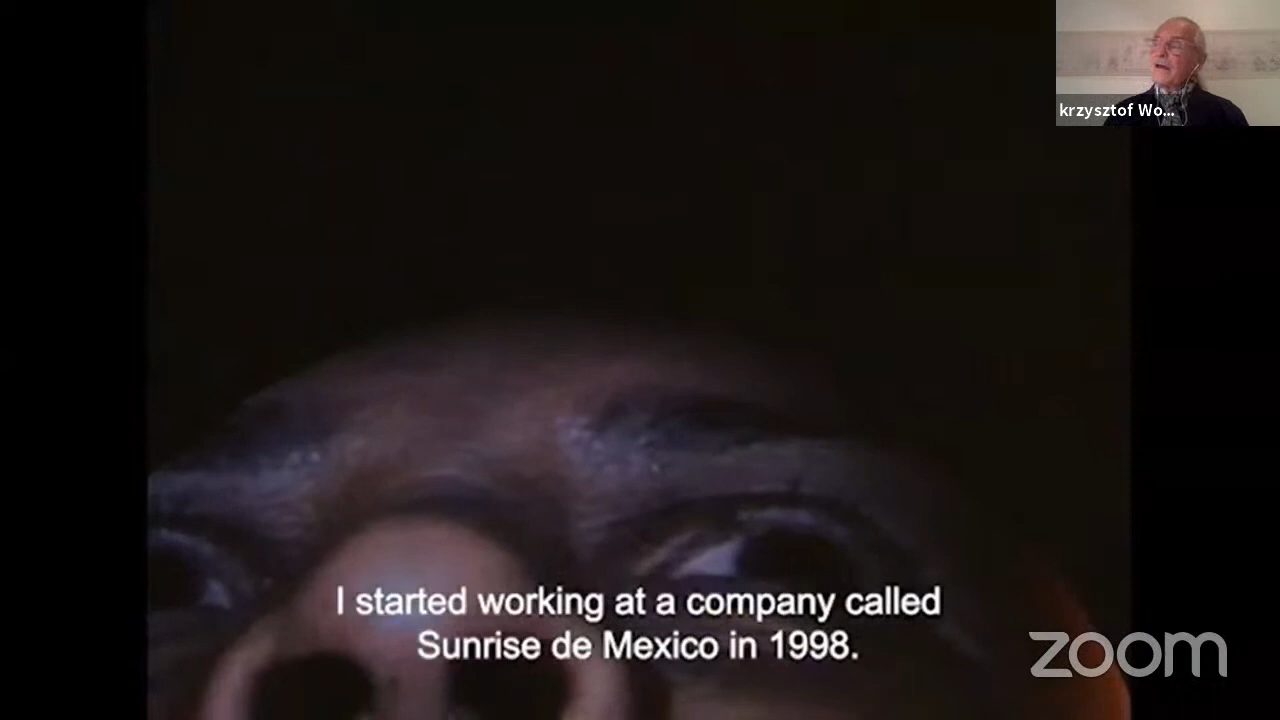 krzysztof Wo...
I started working at a company called
Sunrise de Mexico in 1998.
zoom